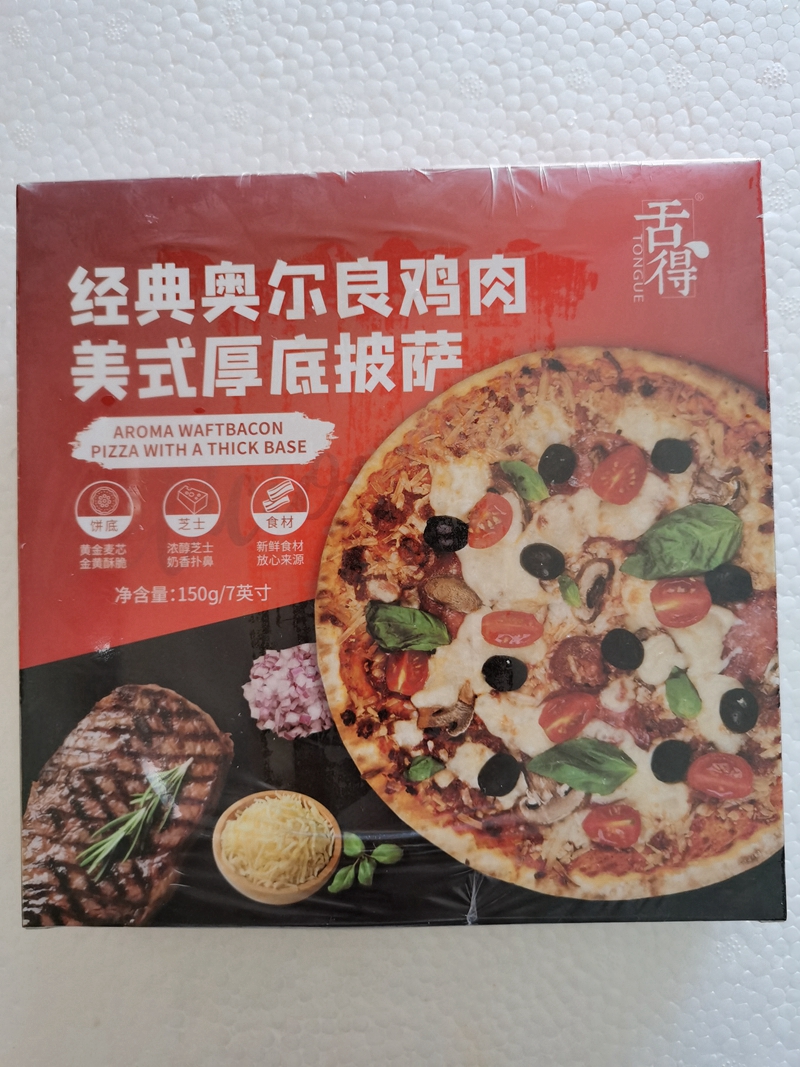 舌得
®
TONGUE
经典奥尔良鸡肉
美式厚底披萨
AROMA WAFTBACON
PIZZA WITH A THICK BASE
饼底
芝士
食材
黄金麦芯
金黄酥脆
浓醇芝士
奶香扑鼻
新鲜食材
放心来源
净含量:150g/7英寸